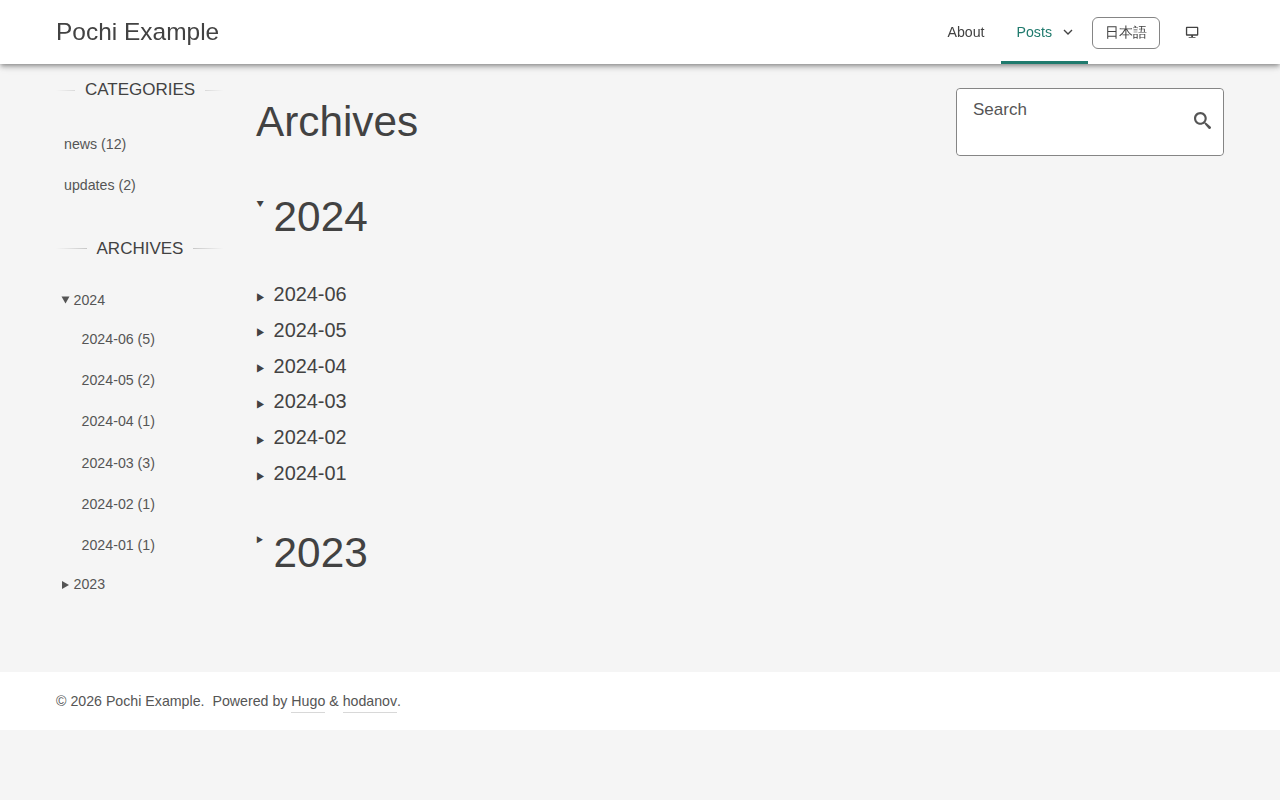 Pochi Example
About
Posts
日本語
CATEGORIES
news (12)
updates (2)
ARCHIVES
2024
2024-06 (5)
2024-05 (2)
2024-04 (1)
2024-03 (3)
2024-02 (1)
2024-01 (1)
2023
Archives
2024
2024-06
2024-05
2024-04
2024-03
2024-02
2024-01
2023
Search
© 2026 Pochi Example. Powered by Hugo & hodanov.